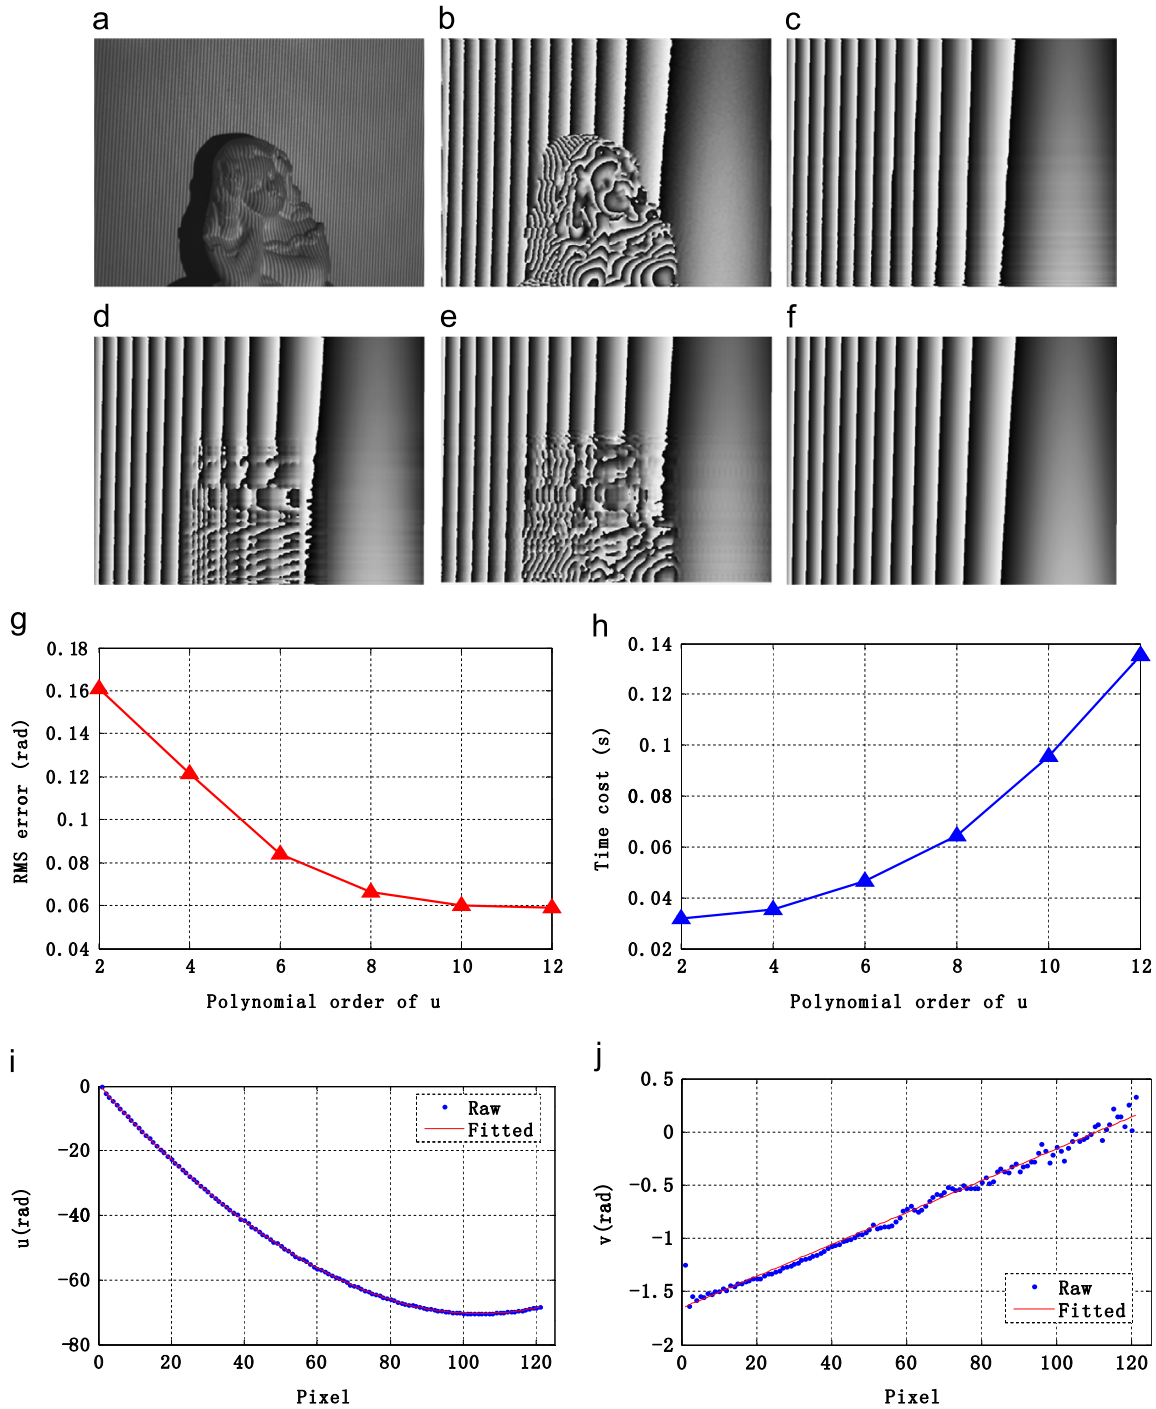 a
b
c
d
e
f
g
0.18
0.16
0.14
0.12
0.1
0.08
0.06
0.04
2
4
6
8
10
12
RMS error (rad)
Polynomial order of u
h
0.14
0.12
0.1
0.08
0.06
0.04
0.02
2
4
6
8
10
12
Time cost (s)
Polynomial order of u
i
0
-20
-40
-60
-80
0
20
40
60
80
100
120
u(rad)
Pixel
Raw
Fitted
j
0.5
0
-0.5
-1
-1.5
-2
0
20
40
60
80
100
120
v(rad)
Pixel
Raw
Fitted